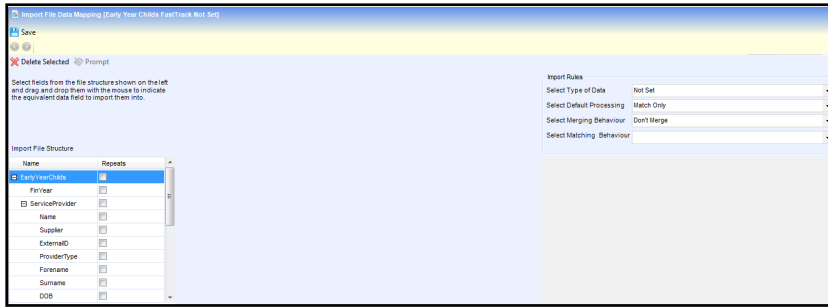 Import File Data Mapping [Early Year Childs FastTrack Not Set]
Save
Delete Selected Prompt
Select fields from the file structure shown on the left
and drag and drop them with the mouse to indicate
the equivalent data field to import them into.
Import Rules
Select Type of Data Not Set
Select Default Processing Match Only
Select Merging Behaviour Don't Merge
Select Matching Behaviour
Import File Structure
Name Repeats
EarlyYearChilds
FinYear
ServiceProvider
Name
Supplier
ExternalID
ProviderType
Forename
Surname
DOB